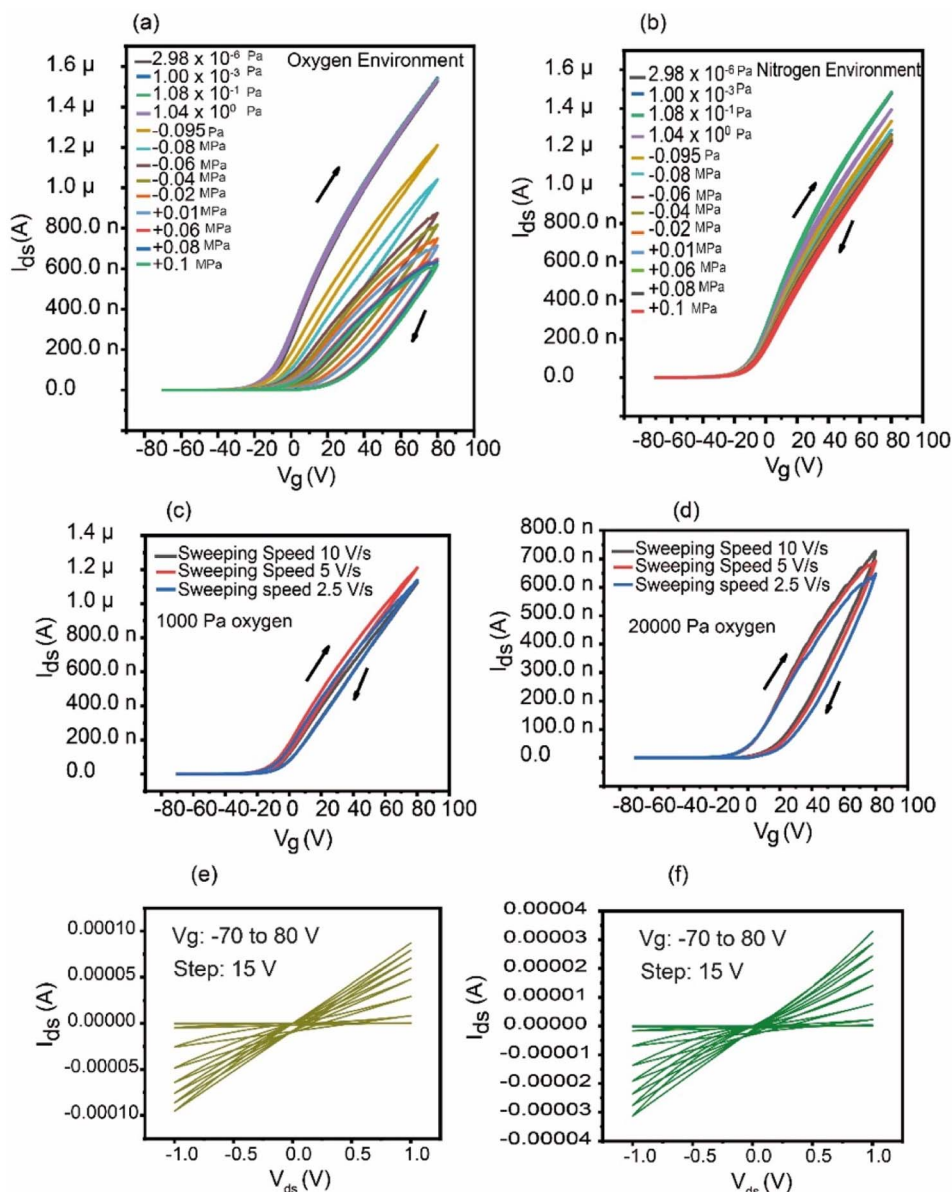 (a)
2.98 x 10-6 Pa
1.00 x 10-3 Pa
1.08 x 10-1 Pa
1.04 x 100 Pa
-0.095 Pa
-0.08 MPa
-0.06 MPa
-0.04 MPa
-0.02 MPa
+0.01 MPa
+0.06 MPa
+0.08 MPa
+0.1 MPa
Oxygen Environment
1.6 μ
1.4 μ
1.2 μ
1.0 μ
800.0 n
600.0 n
400.0 n
200.0 n
0.0
Ids (A)
-80 -60 -40 -20 0 20 40 60 80 100
Vg (V)
(b)
2.98 x 10-6 Pa
1.00 x 10-3 Pa
1.08 x 10-1 Pa
1.04 x 100 Pa
-0.095 Pa
-0.08 MPa
-0.06 MPa
-0.04 MPa
-0.02 MPa
+0.01 MPa
+0.06 MPa
+0.08 MPa
+0.1 MPa
Nitrogen Environment
1.6 μ
1.4 μ
1.2 μ
1.0 μ
800.0 n
600.0 n
400.0 n
200.0 n
0.0
Ids (A)
-80 -60 -40 -20 0 20 40 60 80 100
Vg (V)
(c)
Sweeping Speed 10 V/s
Sweeping Speed 5 V/s
Sweeping speed 2.5 V/s
1000 Pa oxygen
1.4 μ
1.2 μ
1.0 μ
800.0 n
600.0 n
400.0 n
200.0 n
0.0
Ids (A)
-80 -60 -40 -20 0 20 40 60 80 100
Vg (V)
(d)
Sweeping Speed 10 V/s
Sweeping Speed 5 V/s
Sweeping speed 2.5 V/s
20000 Pa oxygen
800.0 n
700.0 n
600.0 n
500.0 n
400.0 n
300.0 n
200.0 n
100.0 n
0.0
Ids (A)
-80 -60 -40 -20 0 20 40 60 80 100
Vg (V)
(e)
Vg: -70 to 80 V
Step: 15 V
0.00010
0.00005
0.00000
-0.00005
-0.00010
Ids (A)
-1.0 -0.5 0.0 0.5 1.0
Vds (V)
(f)
Vg: -70 to 80 V
Step: 15 V
0.00004
0.00003
0.00002
0.00001
0.00000
-0.00001
-0.00002
-0.00003
-0.00004
Ids (A)
-1.0 -0.5 0.0 0.5 1.0
Vds (V)